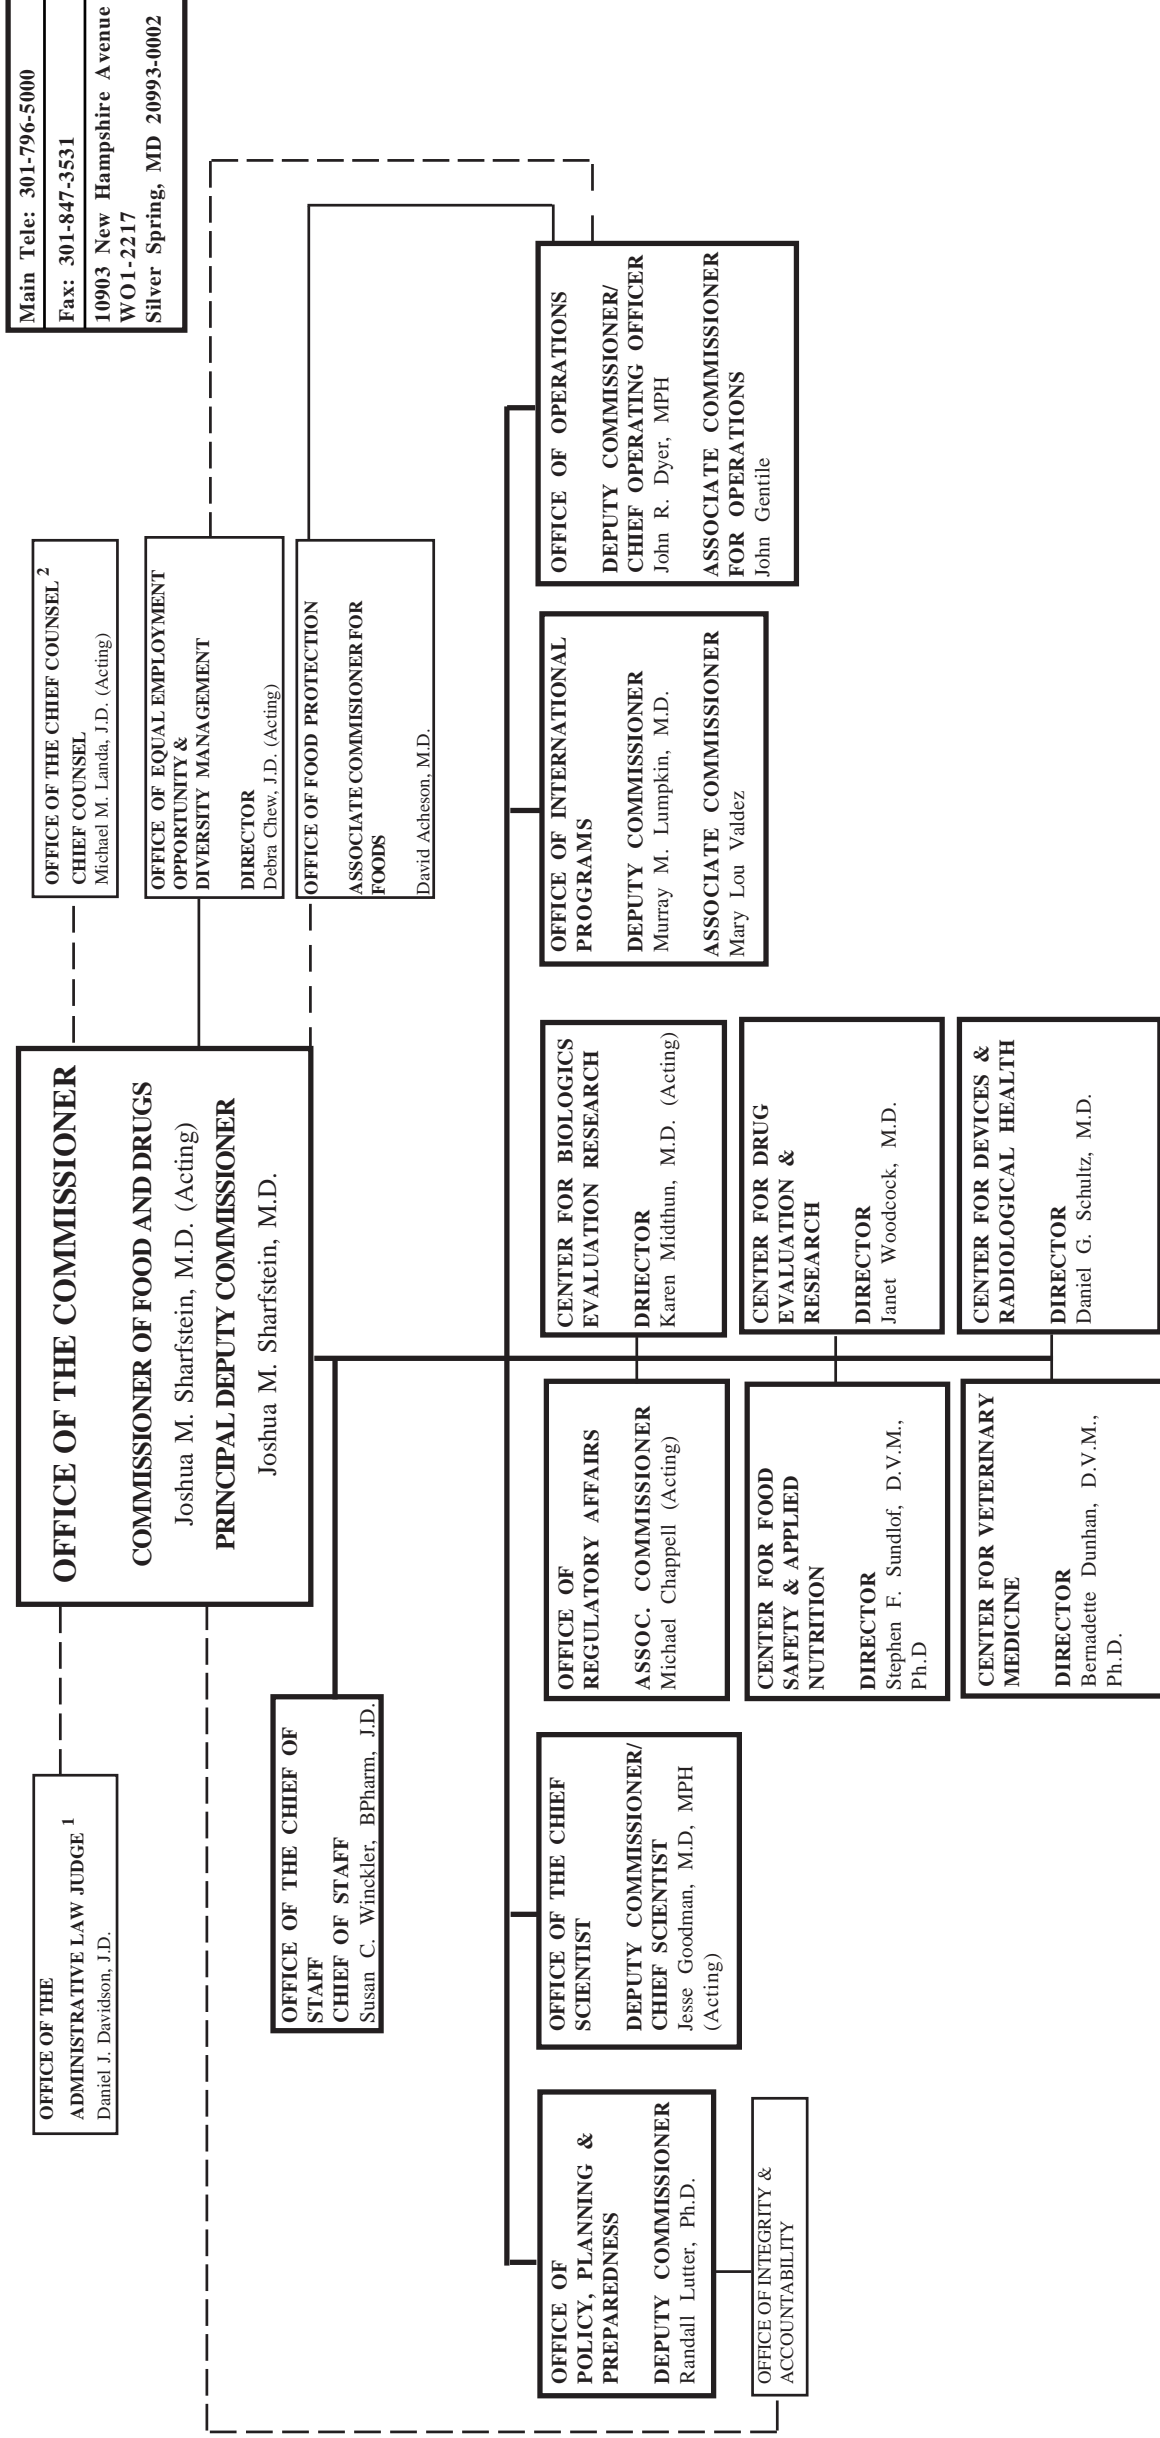 Main Tele: 301-796-5000
Fax: 301-847-3531
10903 New Hampshire Avenue
WO1-2217
Silver Spring, MD 20993-0002
OFFICE OF THE
ADMINISTRATIVE LAW JUDGE 1
Daniel J. Davidson, J.D.
OFFICE OF THE COMMISSIONER
COMMISSIONER OF FOOD AND DRUGS
Joshua M. Sharfstein, M.D. (Acting)
PRINCIPAL DEPUTY COMMISSIONER
Joshua M. Sharfstein, M.D.
OFFICE OF THE CHIEF COUNSEL 2
CHIEF COUNSEL
Michael M. Landa, J.D. (Acting)
OFFICE OF EQUAL EMPLOYMENT
OPPORTUNITY &
DIVERSITY MANAGEMENT
DIRECTOR
Debra Chew, J.D. (Acting)
OFFICE OF FOOD PROTECTION
ASSOCIATE COMMISIONER FOR
FOODS
David Acheson, M.D.
OFFICE OF THE CHIEF OF
STAFF
CHIEF OF STAFF
Susan C. Winckler, BPharm, J.D.
OFFICE OF
POLICY, PLANNING &
PREPAREDNESS
DEPUTY COMMISSIONER
Randall Lutter, Ph.D.
OFFICE OF INTEGRITY &
ACCOUNTABILITY
OFFICE OF THE CHIEF
SCIENTIST
DEPUTY COMMISSIONER/
CHIEF SCIENTIST
Jesse Goodman, M.D, MPH
(Acting)
OFFICE OF
REGULATORY AFFAIRS
ASSOC. COMMISSIONER
Michael Chappell (Acting)
CENTER FOR FOOD
SAFETY & APPLIED
NUTRITION
DIRECTOR
Stephen F. Sundlof, D.V.M.,
Ph.D
CENTER FOR VETERINARY
MEDICINE
DIRECTOR
Bernadette Dunhan, D.V.M.,
Ph.D.
CENTER FOR BIOLOGICS
EVALUATION RESEARCH
DRIECTOR
Karen Midthun, M.D. (Acting)
CENTER FOR DRUG
EVALUATION &
RESEARCH
DIRECTOR
Janet Woodcock, M.D.
CENTER FOR DEVICES &
RADIOLOGICAL HEALTH
DIRECTOR
Daniel G. Schultz, M.D.
OFFICE OF INTERNATIONAL
PROGRAMS
DEPUTY COMMISSIONER
Murray M. Lumpkin, M.D.
ASSOCIATE COMMISSIONER
Mary Lou Valdez
OFFICE OF OPERATIONS
DEPUTY COMMISSIONER/
CHIEF OPERATING OFFICER
John R. Dyer, MPH
ASSOCIATE COMMISSIONER
FOR OPERATIONS
John Gentile